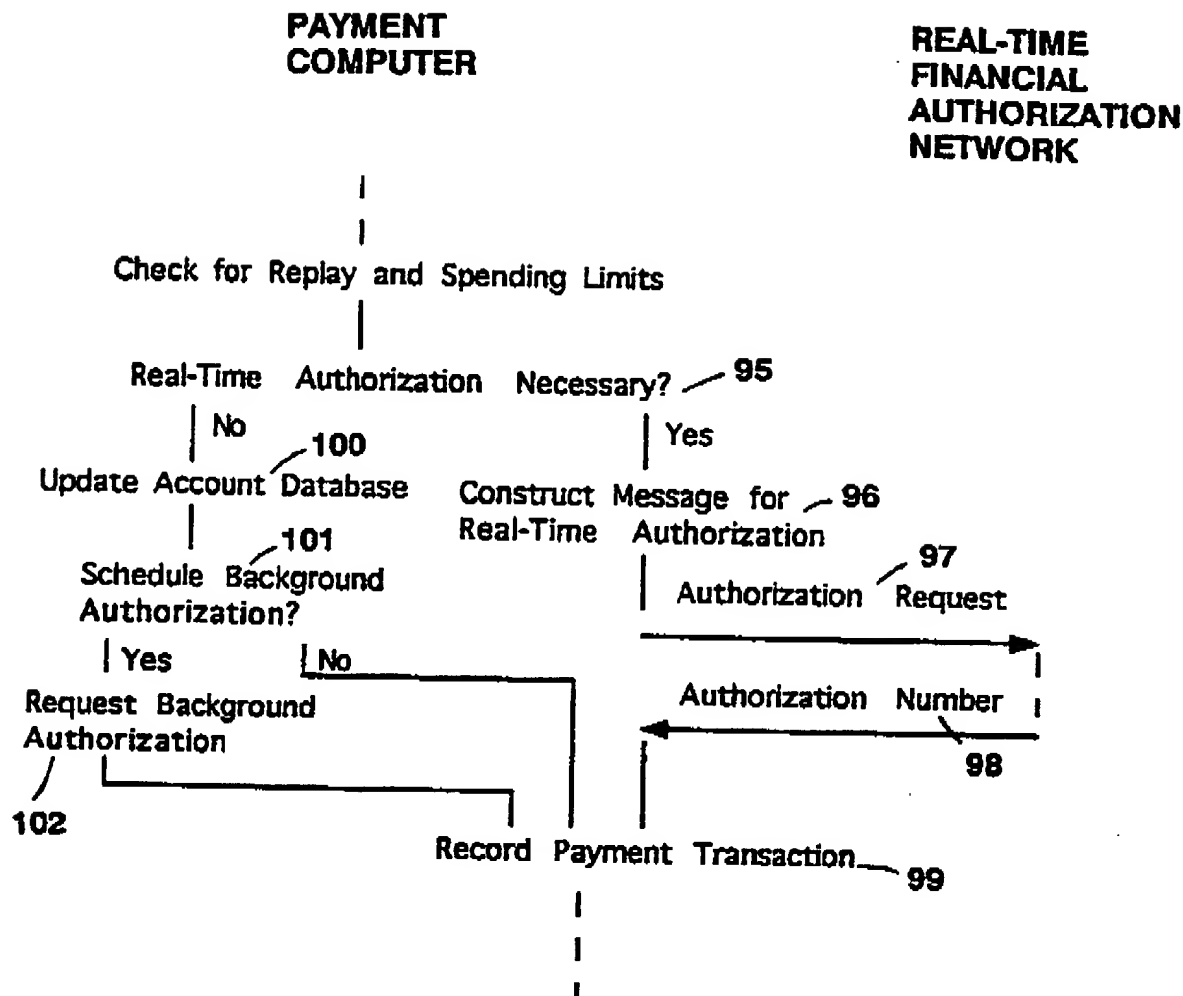 PAYMENT
COMPUTER
REAL-TIME
FINANCIAL
AUTHORIZATION
NETWORK
Check for Replay and Spending Limits
Real-Time Authorization Necessary?
95
No
Yes
100
Update Account Database
Construct Message for
Real-Time Authorization
96
101
Schedule Background
Authorization?
97
Authorization Request
Yes
No
Request Background
Authorization
Authorization Number
98
102
Record Payment Transaction
99